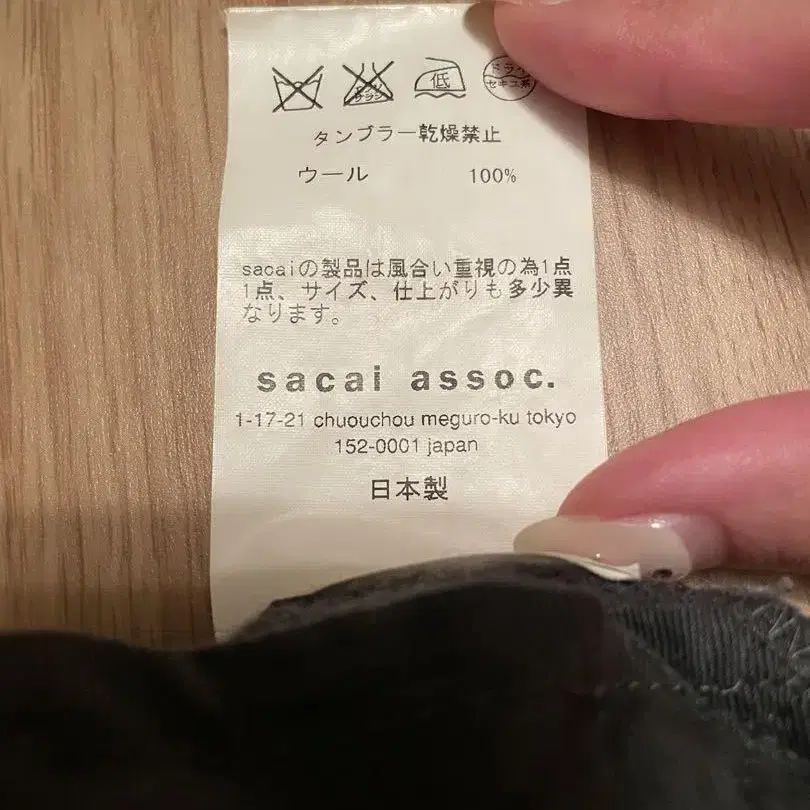 低
ドライ
セキユ系
タンブラー乾燥禁止
ウール 100%
sacaiの製品は風合い重視の為1点
1点、サイズ、仕上がりも多少異
なります。
sacai assoc.
1-17-21 chuouchou meguro-ku tokyo
152-0001 japan
日本製